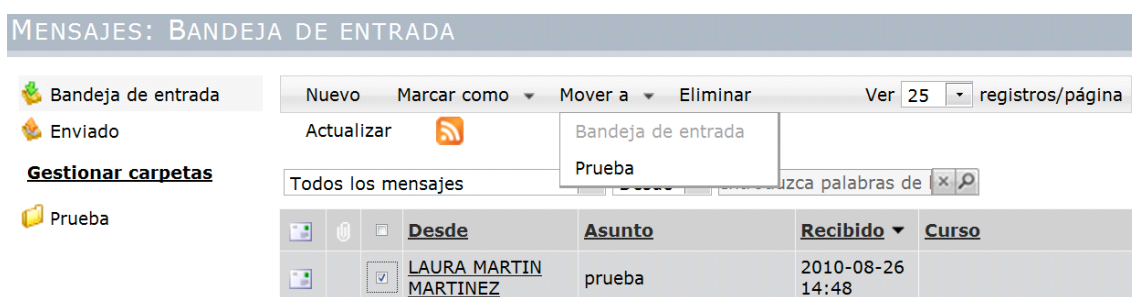 MENSAJES: BANDEJA DE ENTRADA
Bandeja de entrada
Nuevo Marcar como Mover a Eliminar Ver 25 registros/página
Enviado
Actualizar
Bandeja de entrada
Prueba
Gestionar carpetas
Todos los mensajes
palabras de
Prueba
Desde Asunto Recibido Curso
LAURA MARTIN MARTINEZ
prueba
2010-08-26 14:48